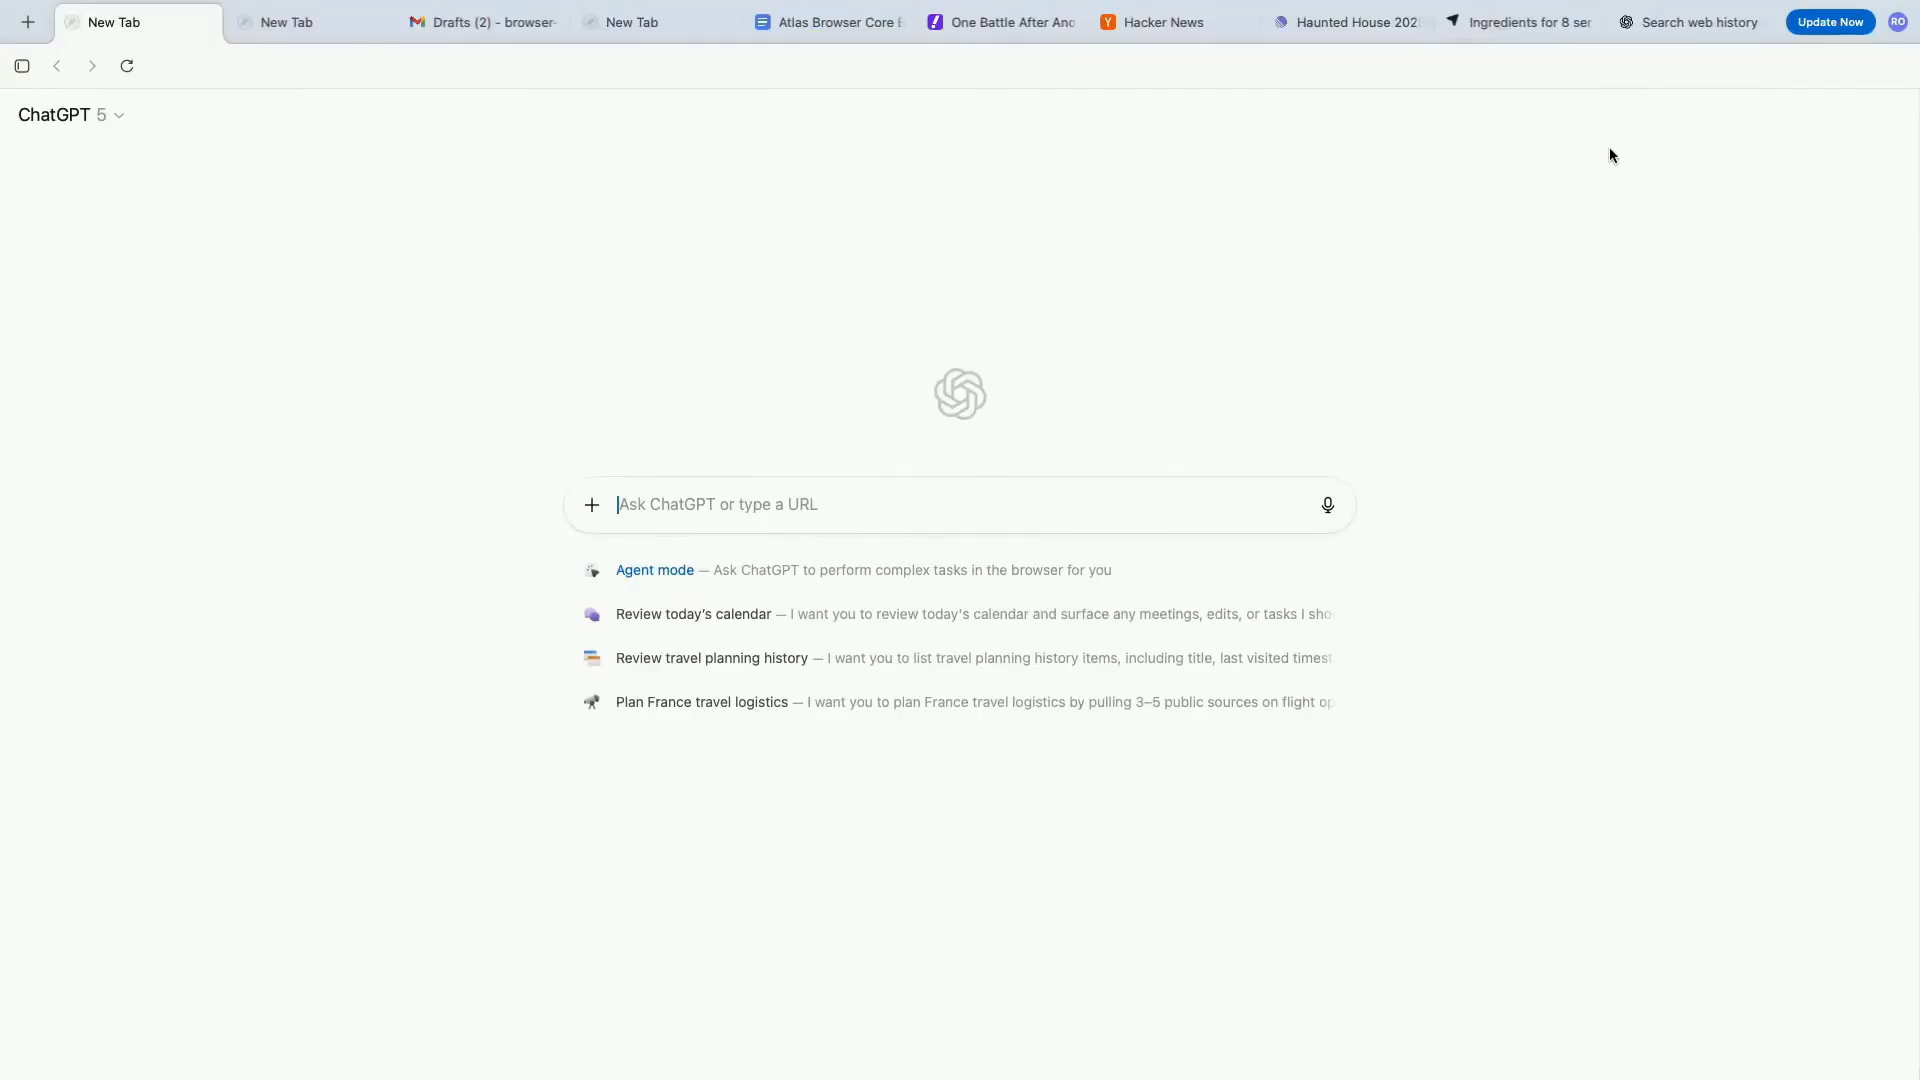 New Tab
New Tab
Drafts (2) - browser-
New Tab
Atlas Browser Core
One Battle After Ano
Hacker News
Haunted House 202
Ingredients for 8 ser
Search web history
Update Now
RO
ChatGPT 5
Ask ChatGPT or type a URL
Agent mode — Ask ChatGPT to perform complex tasks in the browser for you
Review today’s calendar — I want you to review today's calendar and surface any meetings, edits, or tasks I sho
Review travel planning history — I want you to list travel planning history items, including title, last visited timest
Plan France travel logistics — I want you to plan France travel logistics by pulling 3–5 public sources on flight op